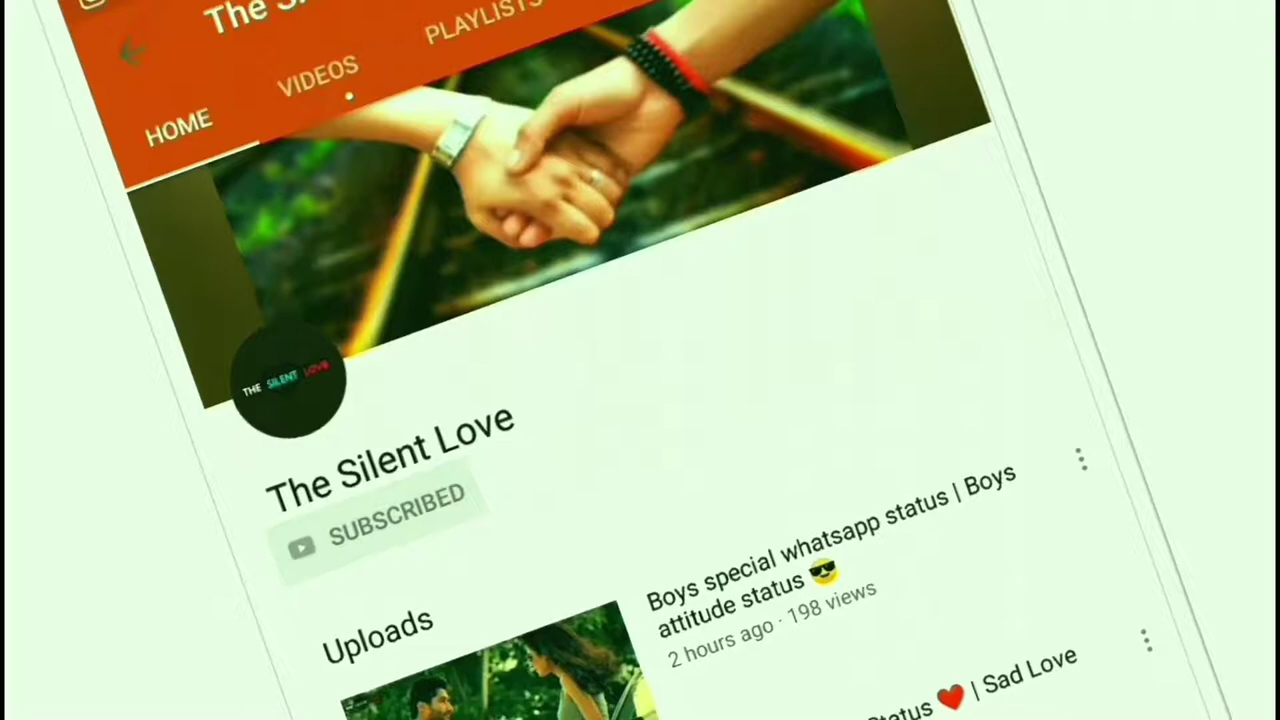 The Si
HOME
VIDEOS
PLAYLISTS
THE SILENT LOVE
The Silent Love
SUBSCRIBED
Uploads
Boys special whatsapp status | Boys
attitude status 😎
2 hours ago · 198 views
Status ❤️ | Sad Love